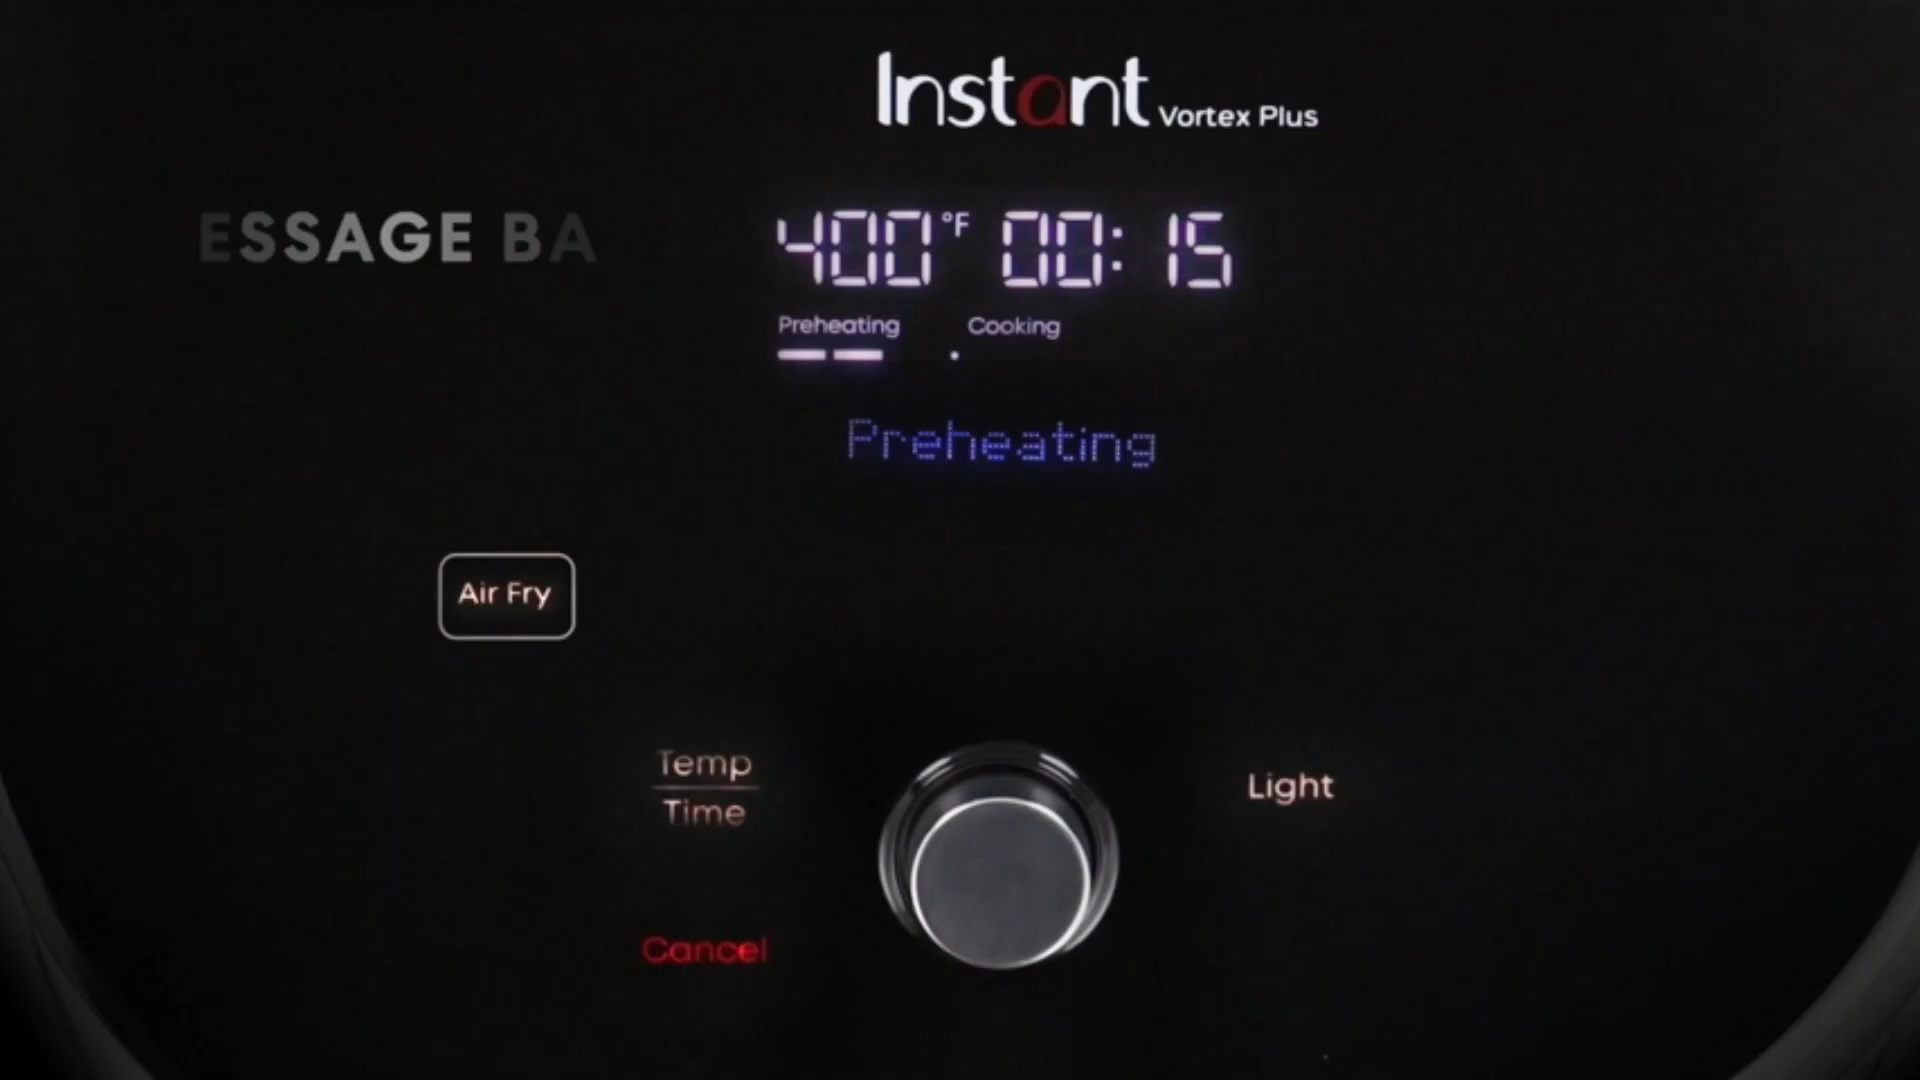 Instant Vortex Plus
ESSAGE BA
400°F 00:15
Preheating Cooking
Preheating
Air Fry
Temp
Time
Light
Cancel